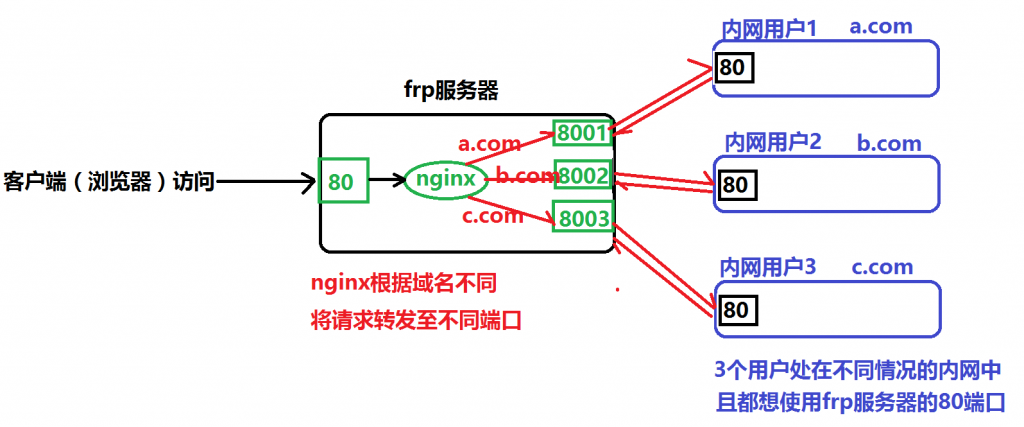 frp服务器
客户端（浏览器）访问
80
nginx
a.com
b.com
c.com
8001
8002
8003
nginx根据域名不同
将请求转发至不同端口
内网用户1 a.com
80
内网用户2 b.com
80
内网用户3 c.com
80
3个用户处在不同情况的内网中
且都想使用frp服务器的80端口